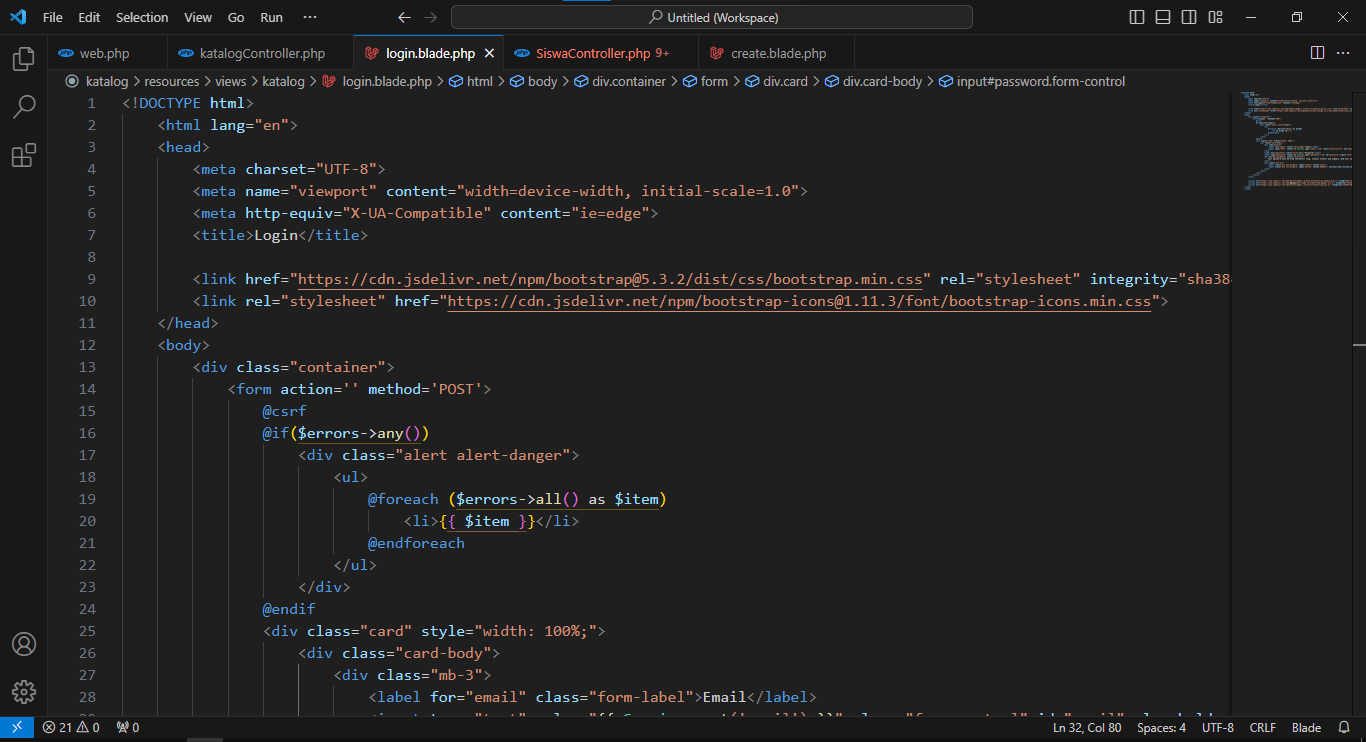 File Edit Selection View Go Run ··· Untitled (Workspace)
php web.php php katalogController.php login.blade.php php SiswaController.php 9+ create.blade.php
katalog > resources > views > katalog > login.blade.php > html > body > div.container > form > div.card > div.card-body > input#password.form-control
1 <!DOCTYPE html>
2 <html lang="en">
3 <head>
4 <meta charset="UTF-8">
5 <meta name="viewport" content="width=device-width, initial-scale=1.0">
6 <meta http-equiv="X-UA-Compatible" content="ie=edge">
7 <title>Login</title>
8
9 <link href="https://cdn.jsdelivr.net/npm/bootstrap@5.3.2/dist/css/bootstrap.min.css" rel="stylesheet" integrity="sha384
10 <link rel="stylesheet" href="https://cdn.jsdelivr.net/npm/bootstrap-icons@1.11.3/font/bootstrap-icons.min.css">
11 </head>
12 <body>
13 <div class="container">
14 <form action='' method='POST'>
15 @csrf
16 @if($errors->any())
17 <div class="alert alert-danger">
18 <ul>
19 @foreach ($errors->all() as $item)
20 <li>{{ $item }}</li>
21 @endforeach
22 </ul>
23 </div>
24 @endif
25 <div class="card" style="width: 100%;">
26 <div class="card-body">
27 <div class="mb-3">
28 <label for="email" class="form-label">Email</label>
21 0 0 Ln 32, Col 80 Spaces: 4 UTF-8 CRLF Blade